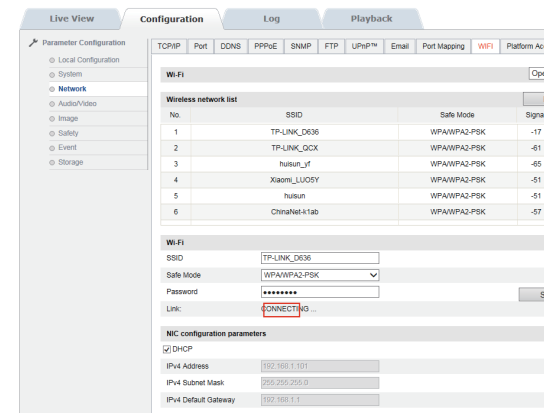 Live View Configuration Log Playback
Parameter Configuration
Local Configuration
System
Network
Audio/Video
Image
Safety
Event
Storage
TCP/IP Port DDNS PPPoE SNMP FTP UPnP™ Email Port Mapping WIFI Platform Acc
Wi-Fi Ope
Wireless network list
No. SSID Safe Mode Signa
1 TP-LINK_D636 WPA/WPA2-PSK -17
2 TP-LINK_QCX WPA/WPA2-PSK -61
3 huisun_yf WPA/WPA2-PSK -65
4 Xiaomi_LUO5Y WPA/WPA2-PSK -51
5 huisun WPA/WPA2-PSK -51
6 ChinaNet-k1ab WPA/WPA2-PSK -57
Wi-Fi
SSID TP-LINK_D636
Safe Mode WPA/WPA2-PSK
Password ●●●●●●●●
S
Link: CONNECTING ...
NIC configuration parameters
DHCP
IPv4 Address 192.168.1.101
IPv4 Subnet Mask 255.255.255.0
IPv4 Default Gateway 192.168.1.1